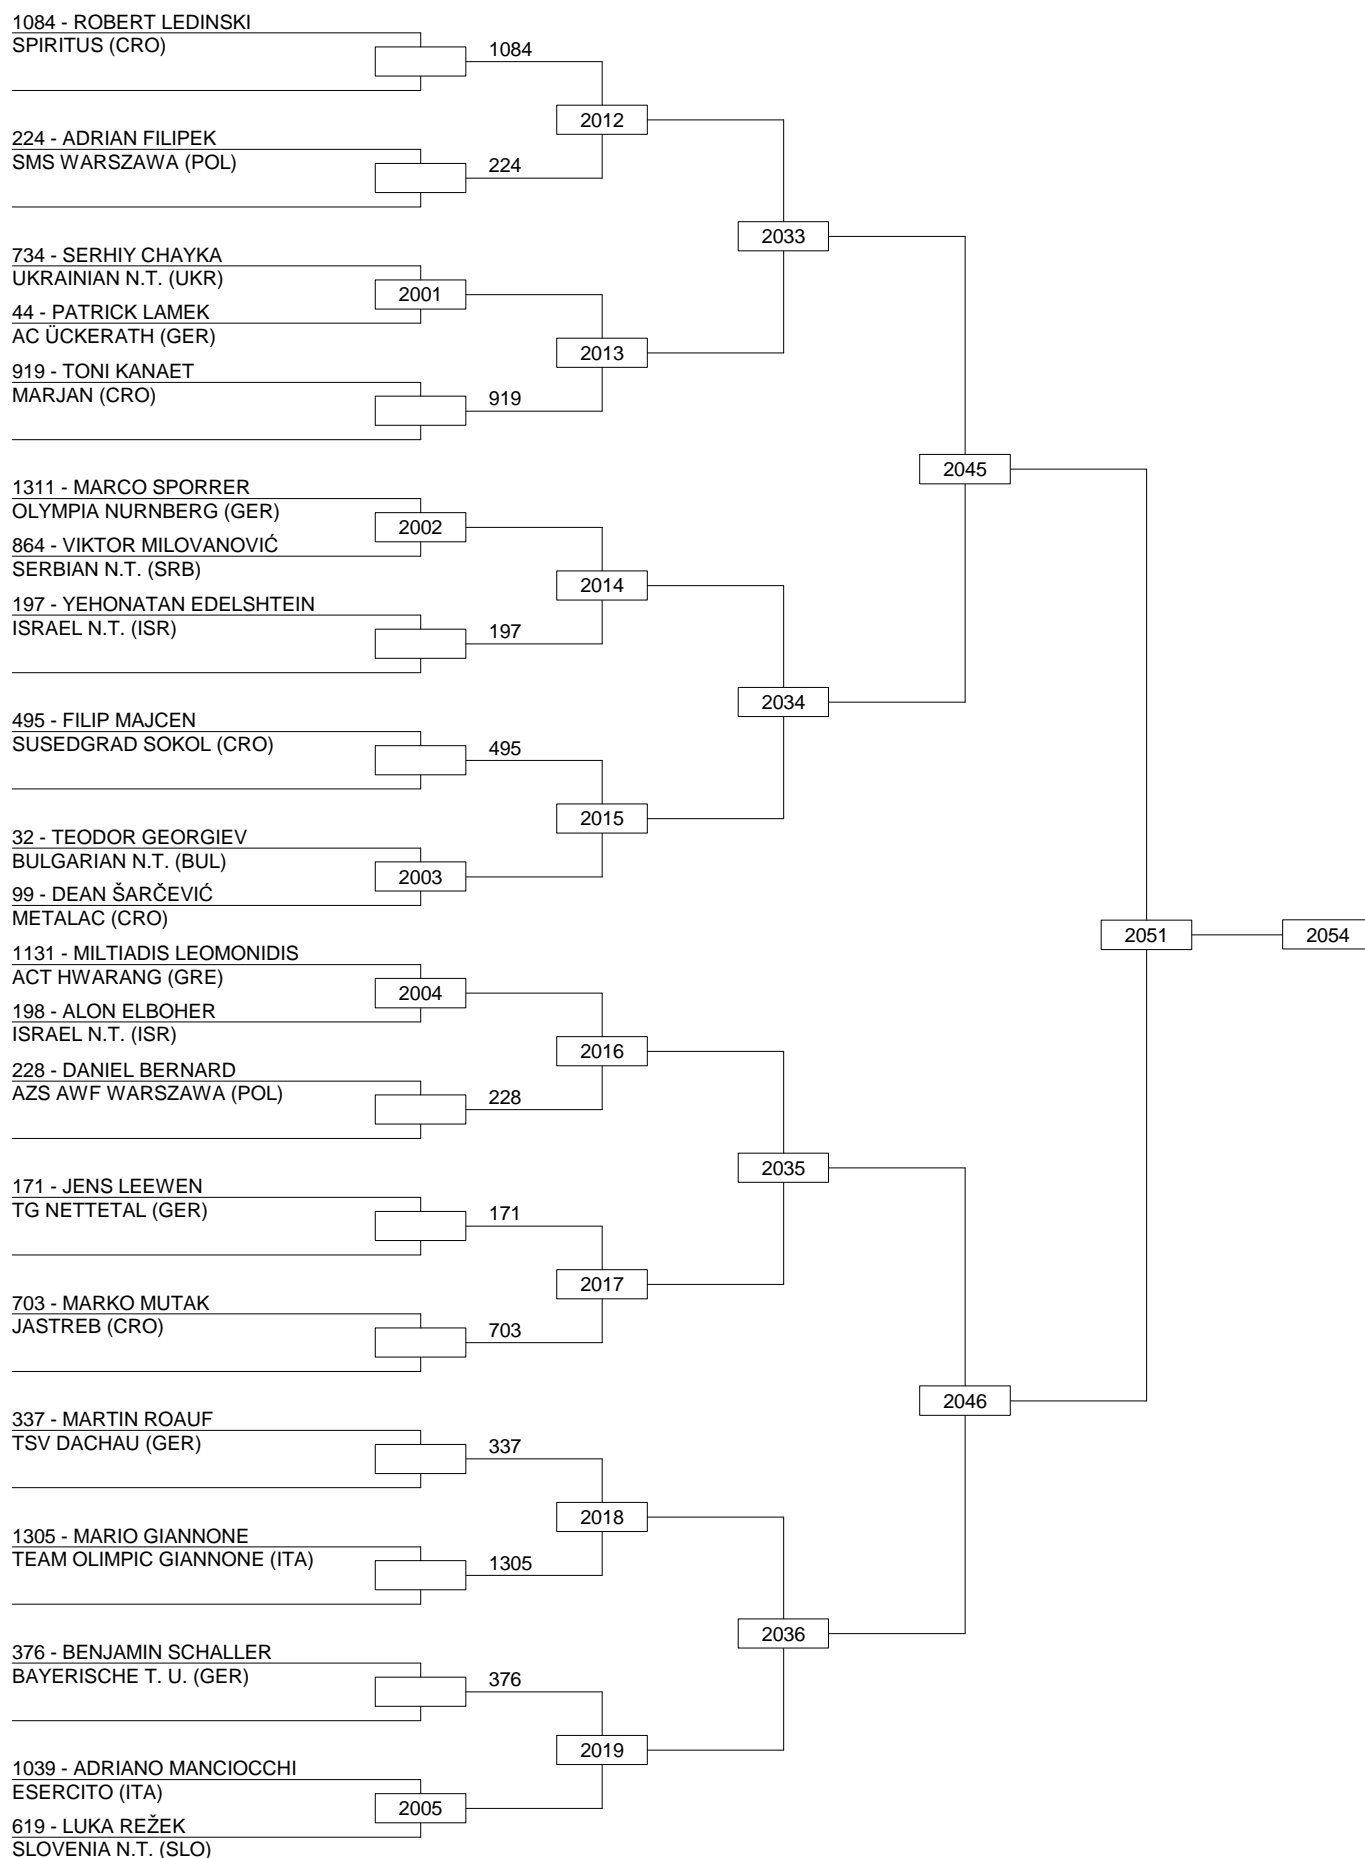 1084 - ROBERT LEDINSKI
SPIRITUS (CRO)
1084
2012
224 - ADRIAN FILIPEK
SMS WARSZAWA (POL)
224
2033
734 - SERHIY CHAYKA
UKRAINIAN N.T. (UKR)
2001
44 - PATRICK LAMEK
AC ÜCKERATH (GER)
2013
919 - TONI KANAET
MARJAN (CRO)
919
2045
1311 - MARCO SPORRER
OLYMPIA NURNBERG (GER)
2002
864 - VIKTOR MILOVANOVIĆ
SERBIAN N.T. (SRB)
2014
197 - YEHONATAN EDELSHTEIN
ISRAEL N.T. (ISR)
197
2034
495 - FILIP MAJCEN
SUSEDGRAD SOKOL (CRO)
495
2015
32 - TEODOR GEORGIEV
BULGARIAN N.T. (BUL)
2003
99 - DEAN ŠARČEVIĆ
METALAC (CRO)
2051
2054
1131 - MILTIADIS LEOMONIDIS
ACT HWARANG (GRE)
2004
198 - ALON ELBOHER
ISRAEL N.T. (ISR)
2016
228 - DANIEL BERNARD
AZS AWF WARSZAWA (POL)
228
2035
171 - JENS LEEWEN
TG NETTETAL (GER)
171
2017
703 - MARKO MUTAK
JASTREB (CRO)
703
2046
337 - MARTIN ROAUF
TSV DACHAU (GER)
337
2018
1305 - MARIO GIANNONE
TEAM OLIMPIC GIANNONE (ITA)
1305
2036
376 - BENJAMIN SCHALLER
BAYERISCHE T. U. (GER)
376
2019
1039 - ADRIANO MANCIOCCHI
ESERCITO (ITA)
2005
619 - LUKA REŽEK
SLOVENIA N.T. (SLO)